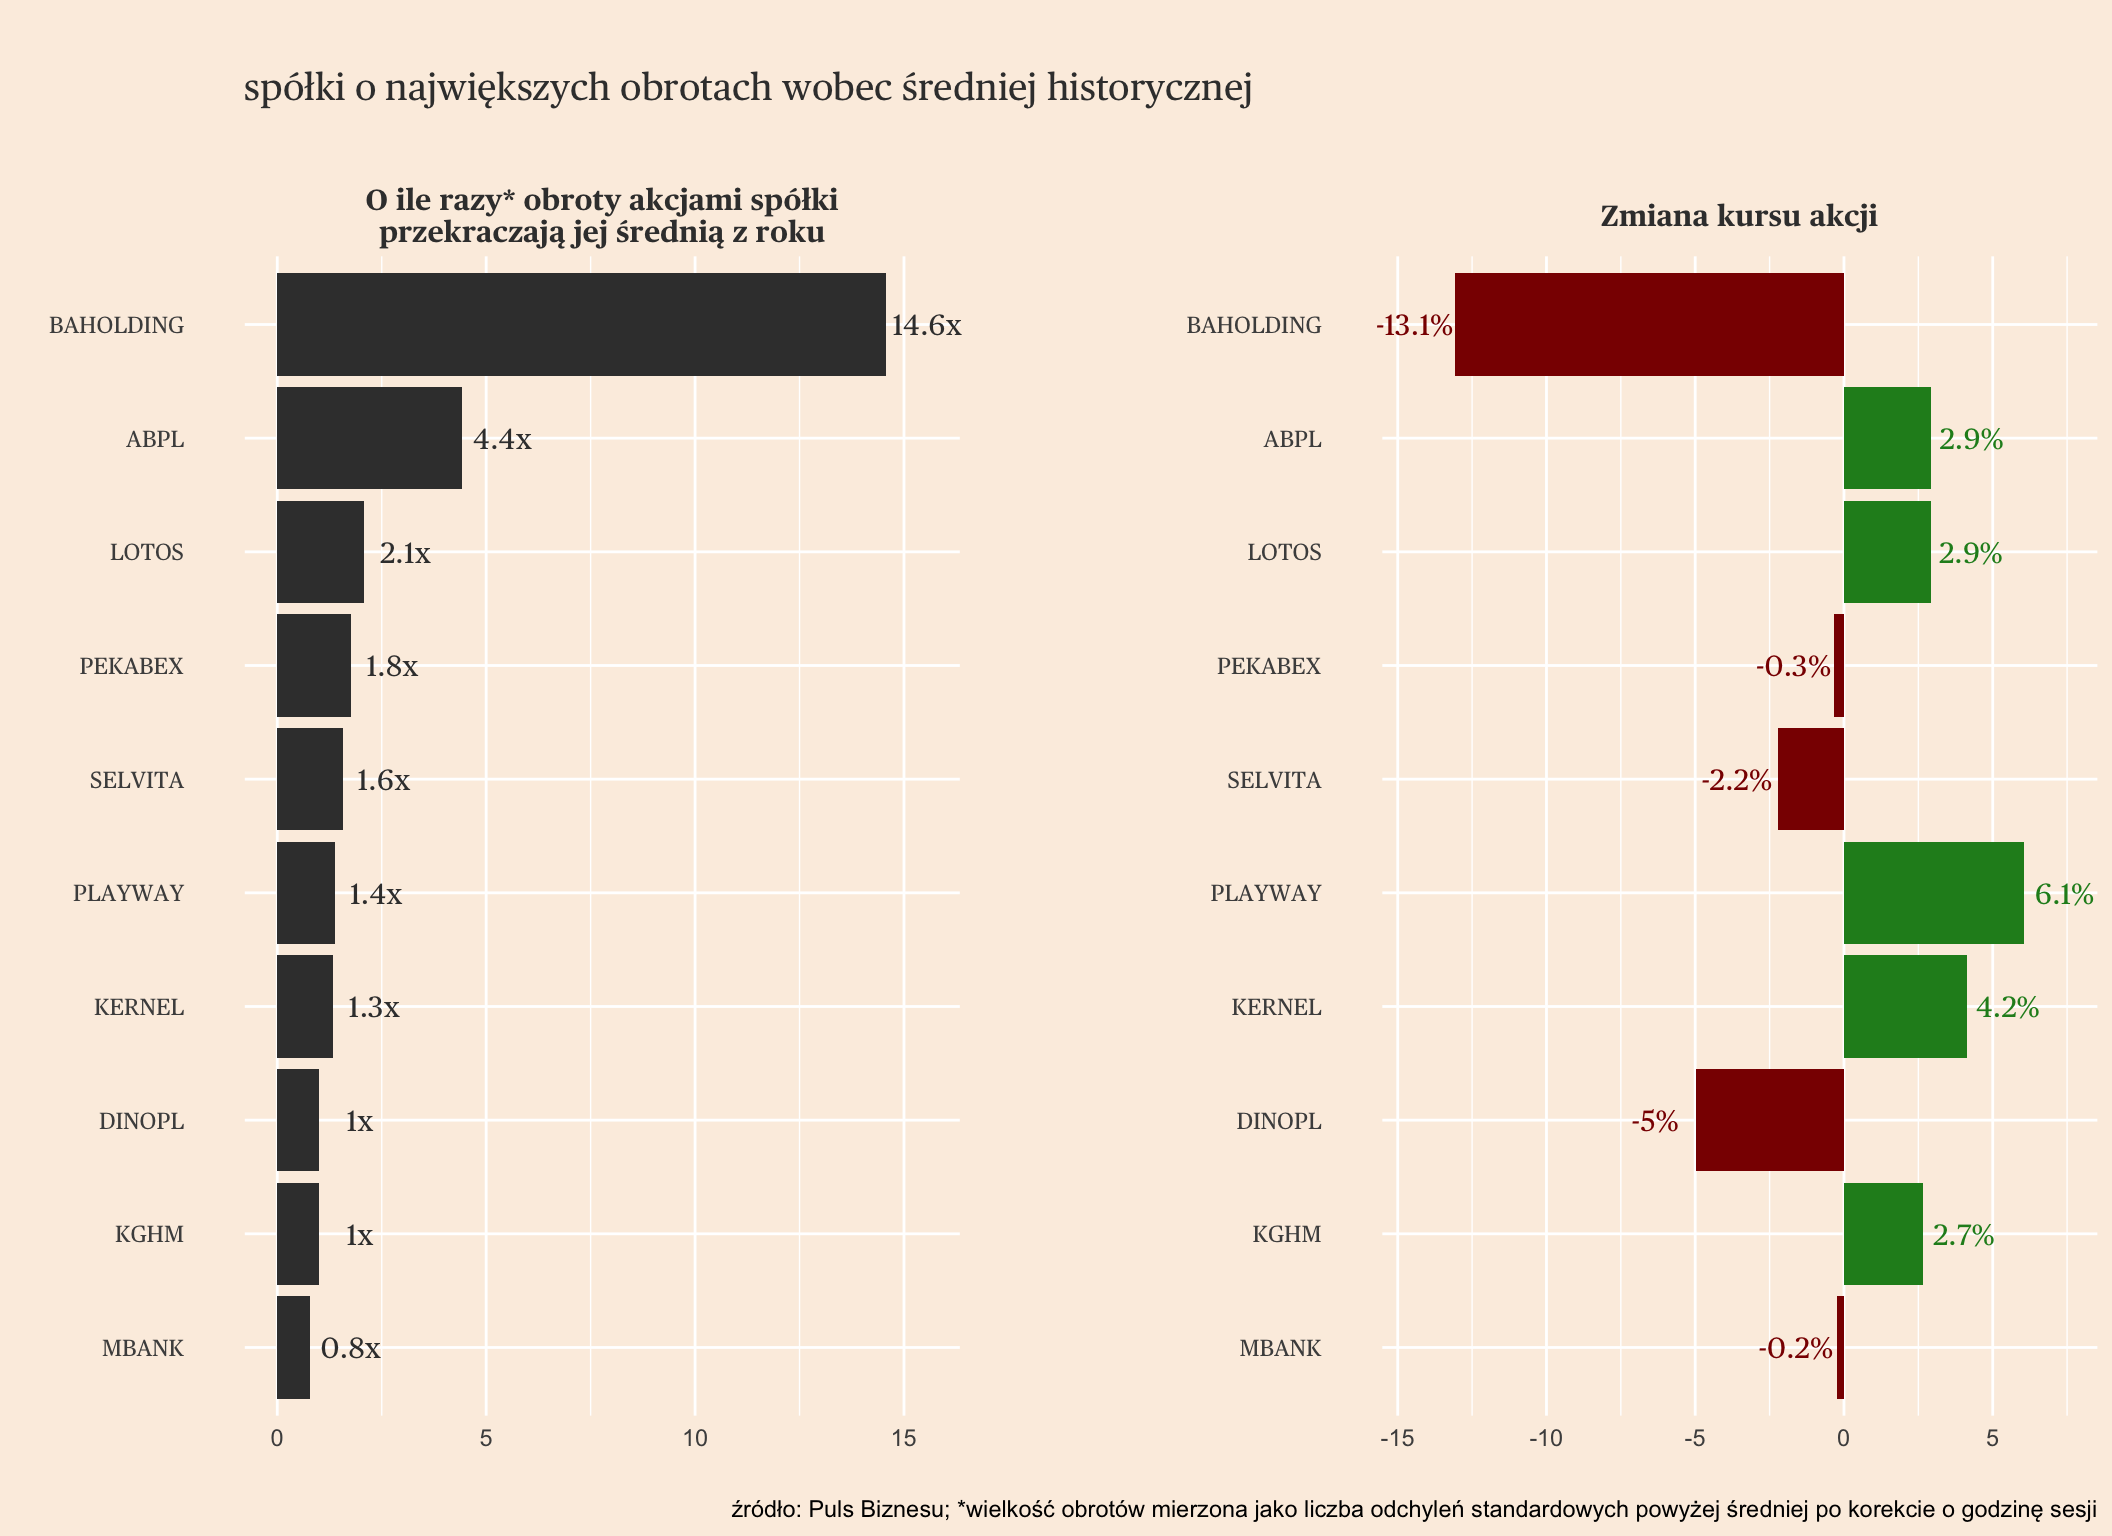 spółki o największych obrotach wobec średniej historycznej
O ile razy* obroty akcjami spółki
przekraczają jej średnią z roku
BAHOLDING 14.6x
ABPL 4.4x
LOTOS 2.1x
PEKABEX 1.8x
SELVITA 1.6x
PLAYWAY 1.4x
KERNEL 1.3x
DINOPL 1x
KGHM 1x
MBANK 0.8x
0 5 10 15
Zmiana kursu akcji
BAHOLDING -13.1%
ABPL 2.9%
LOTOS 2.9%
PEKABEX -0.3%
SELVITA -2.2%
PLAYWAY 6.1%
KERNEL 4.2%
DINOPL -5%
KGHM 2.7%
MBANK -0.2%
-15 -10 -5 0 5
źródło: Puls Biznesu; *wielkość obrotów mierzona jako liczba odchyleń standardowych powyżej średniej po korekcie o godzinę sesji